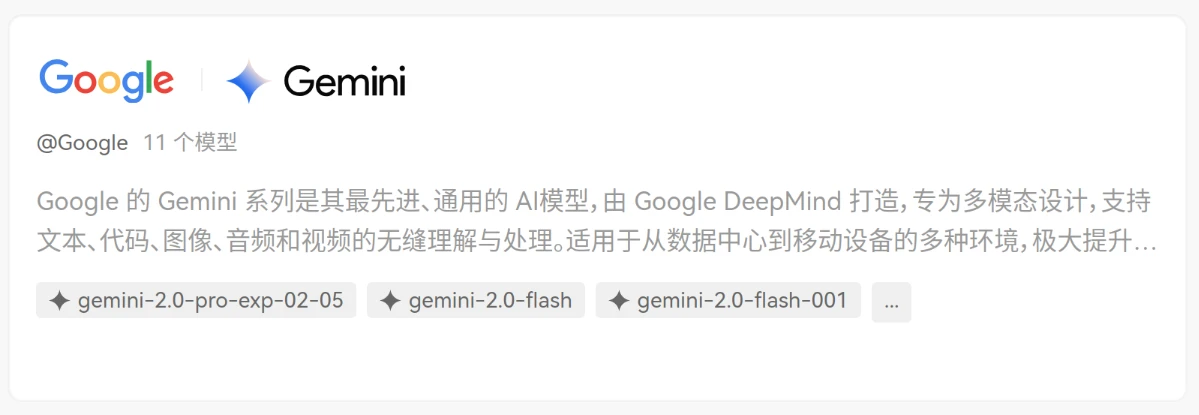 Google | Gemini
@Google 11 个模型
Google 的 Gemini 系列是其最先进、通用的 AI模型，由 Google DeepMind 打造，专为多模态设计，支持
文本、代码、图像、音频和视频的无缝理解与处理。适用于从数据中心到移动设备的多种环境，极大提升...
gemini-2.0-pro-exp-02-05 gemini-2.0-flash gemini-2.0-flash-001 ...